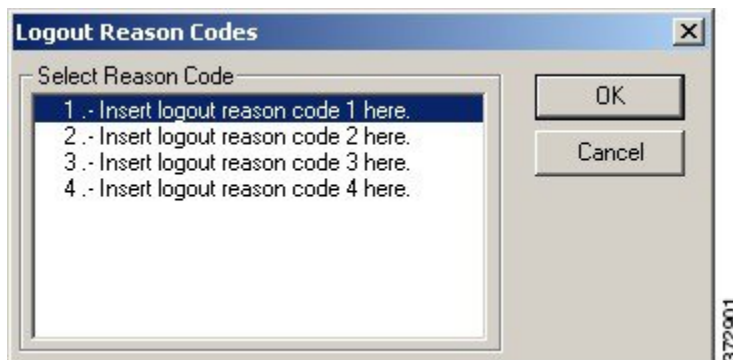 Logout Reason Codes
Select Reason Code
1 .- Insert logout reason code 1 here.
2 .- Insert logout reason code 2 here.
3 .- Insert logout reason code 3 here.
4 .- Insert logout reason code 4 here.
OK
Cancel
372901